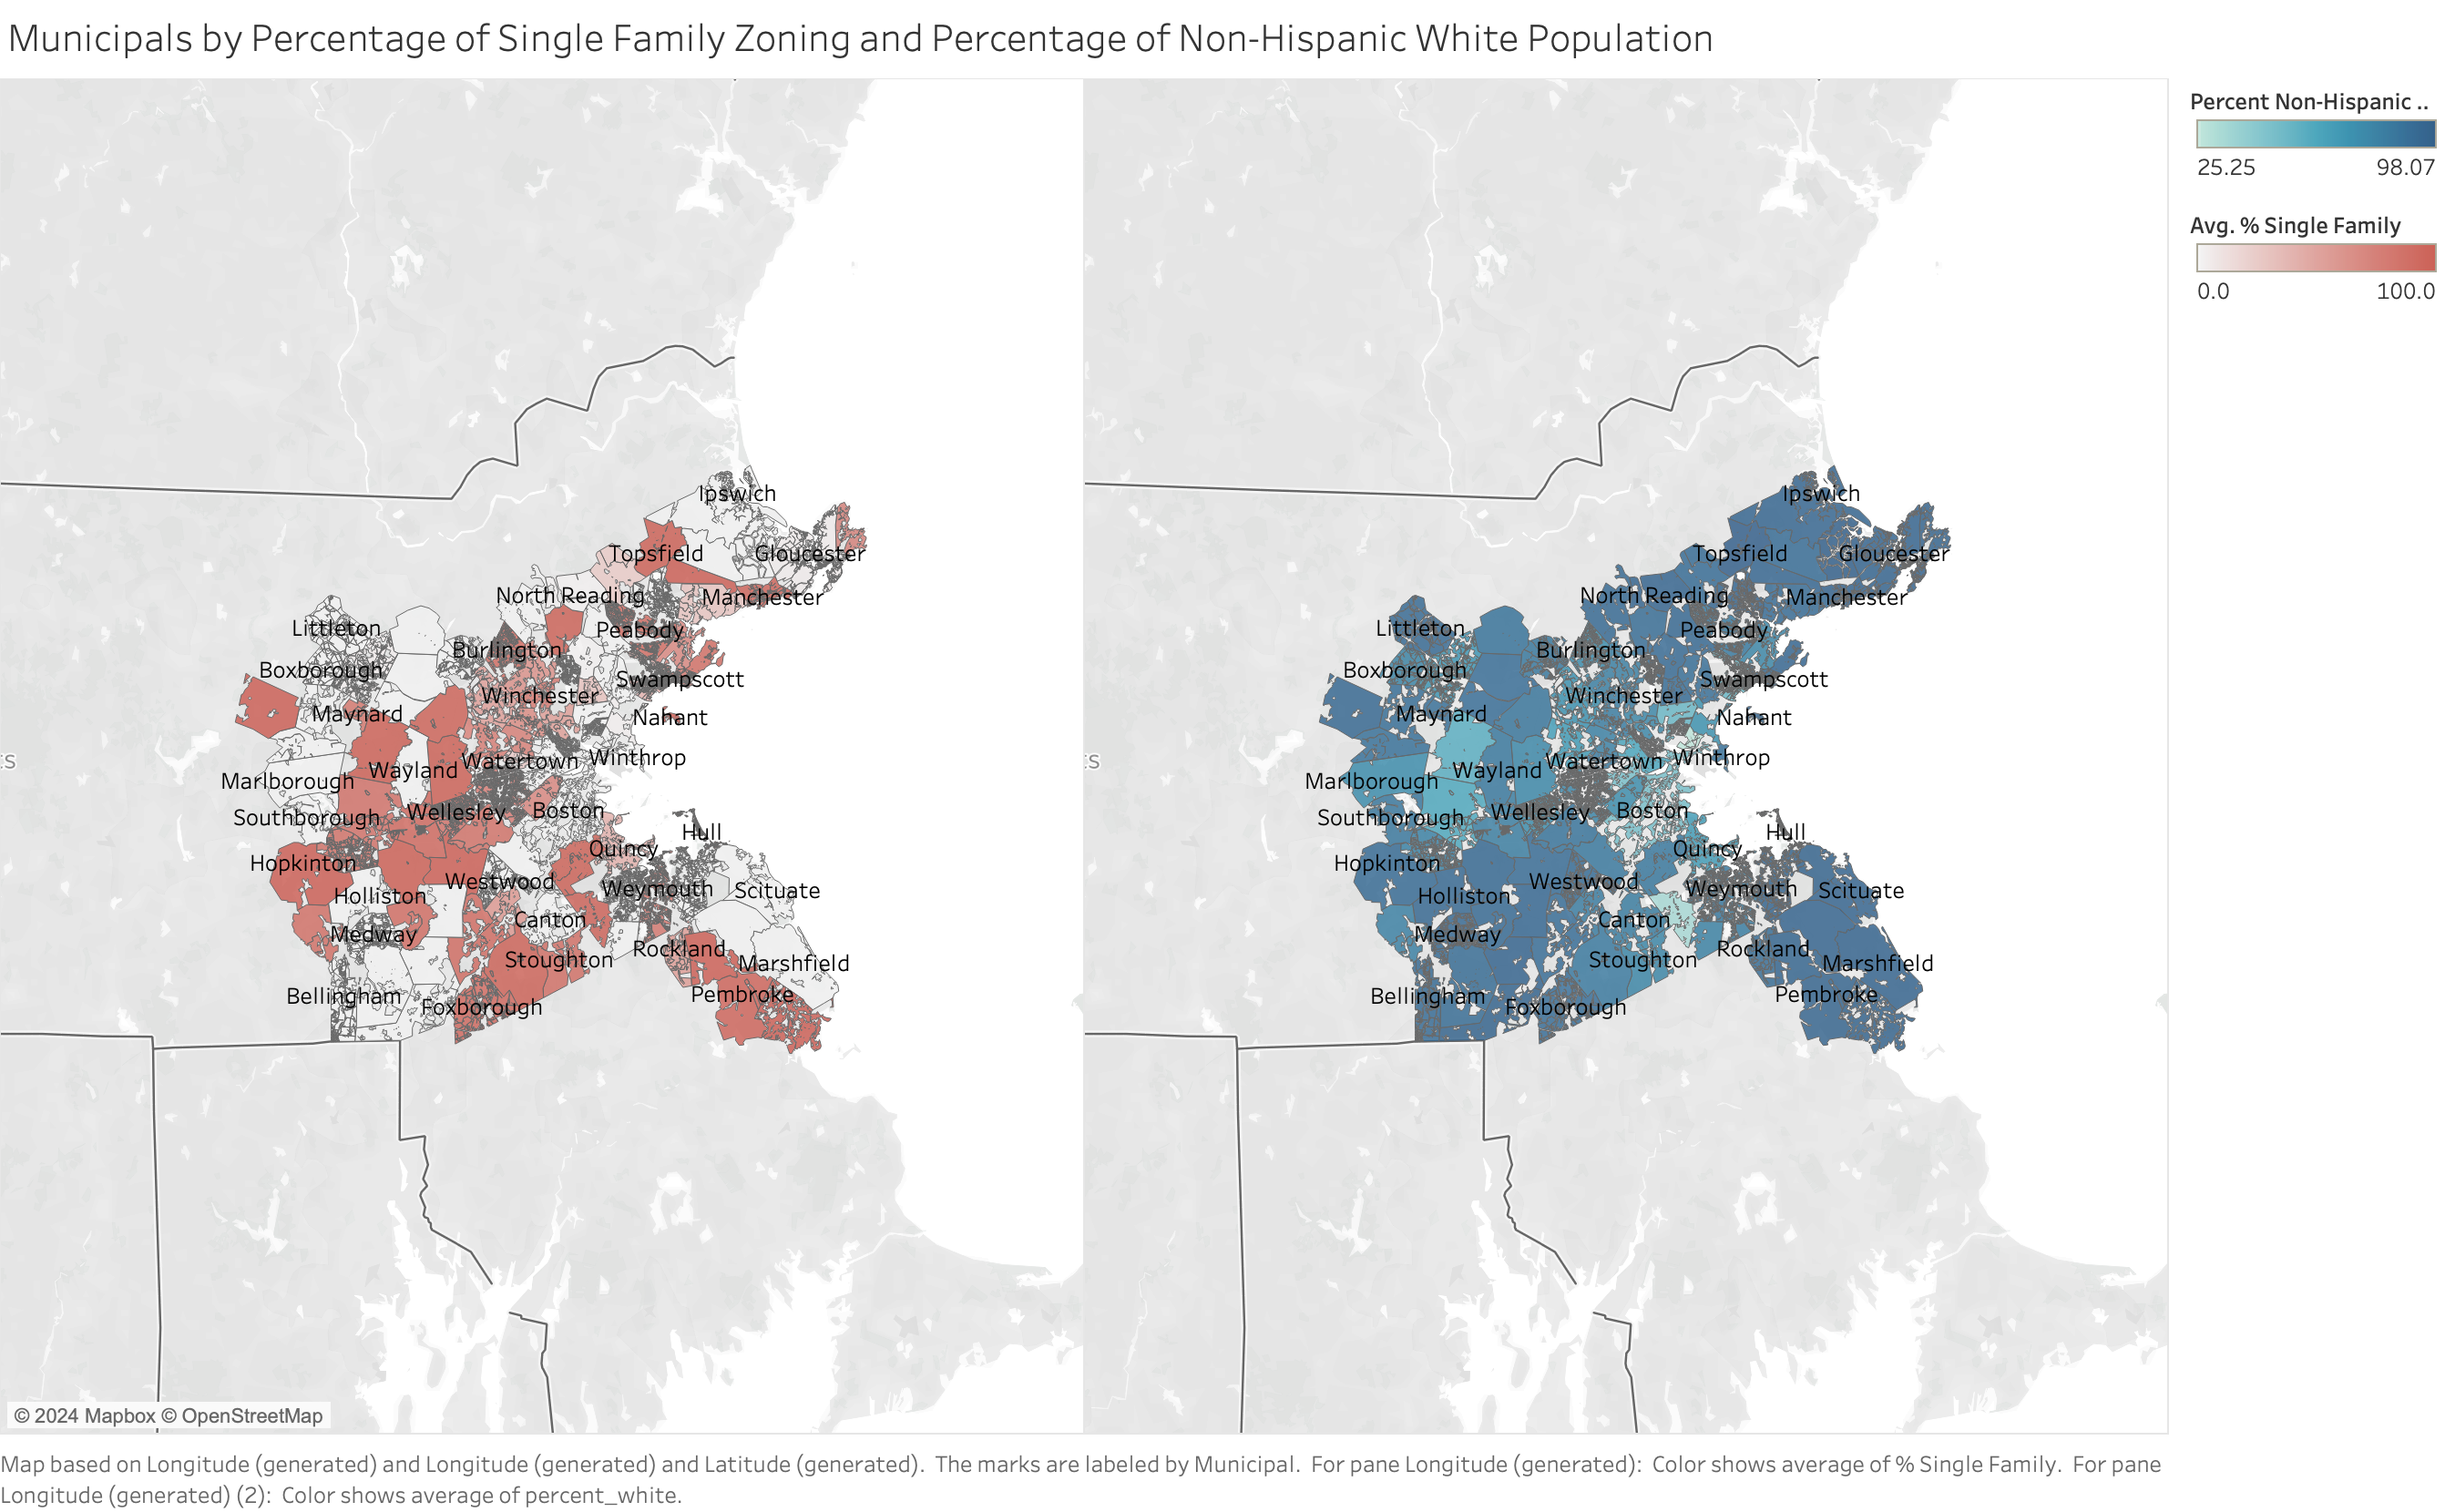 Municipals by Percentage of Single Family Zoning and Percentage of Non-Hispanic White Population
Percent Non-Hispanic ..
25.25 98.07
Avg. % Single Family
0.0 100.0
Ipswich
Topsfield
Gloucester
North Reading
Manchester
Littleton
Peabody
Burlington
Boxborough
Swampscott
Winchester
Maynard
Nahant
Watertown
Winthrop
Wayland
Marlborough
Wellesley
Boston
Southborough
Hull
Quincy
Hopkinton
Westwood
Weymouth
Scituate
Holliston
Canton
Medway
Rockland
Stoughton
Marshfield
Bellingham
Pembroke
Foxborough
Ipswich
Topsfield
Gloucester
North Reading
Manchester
Littleton
Peabody
Burlington
Boxborough
Swampscott
Winchester
Maynard
Nahant
Watertown
Winthrop
Wayland
Marlborough
Wellesley
Boston
Southborough
Hull
Quincy
Hopkinton
Westwood
Weymouth
Scituate
Holliston
Canton
Medway
Rockland
Stoughton
Marshfield
Bellingham
Pembroke
Foxborough
© 2024 Mapbox © OpenStreetMap
Map based on Longitude (generated) and Longitude (generated) and Latitude (generated).  The marks are labeled by Municipal.  For pane Longitude (generated):  Color shows average of % Single Family.  For pane
Longitude (generated) (2):  Color shows average of percent_white.